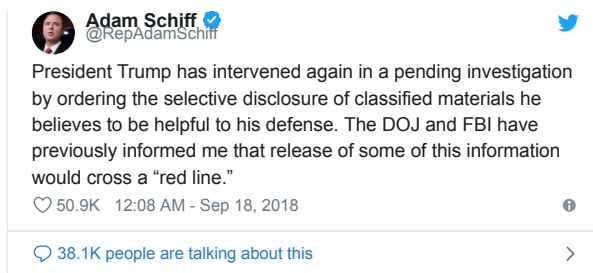 Adam Schiff
@RepAdamSchiff
President Trump has intervened again in a pending investigation
by ordering the selective disclosure of classified materials he
believes to be helpful to his defense. The DOJ and FBI have
previously informed me that release of some of this information
would cross a “red line.”
50.9K 12:08 AM - Sep 18, 2018
38.1K people are talking about this